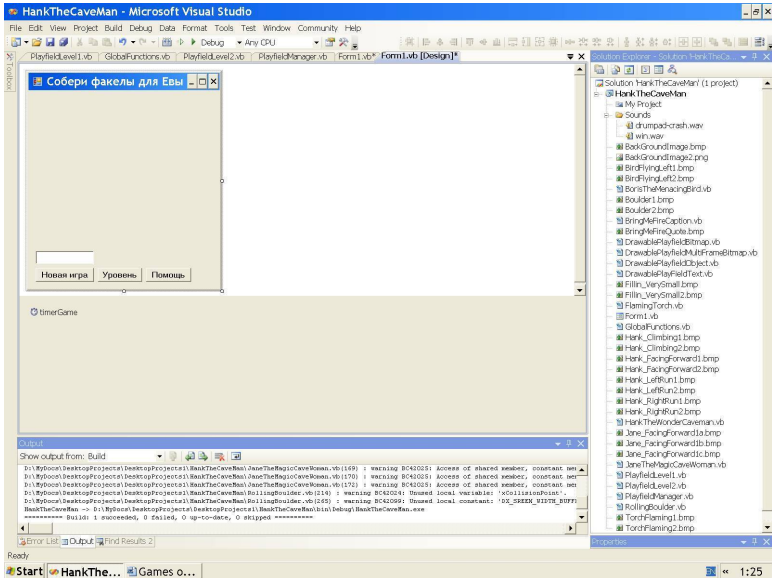 HankTheCaveMan - Microsoft Visual Studio
File Edit View Project Build Debug Data Format Tools Test Window Community Help
Debug Any CPU
PlayfieldLevel1.vb GlobalFunctions.vb PlayfieldLevel2.vb PlayfieldManager.vb Form1.vb* Form1.vb [Design]*
Toolbox
Собери факелы для Евы
Новая игра Уровень Помощь
timerGame
Output
Show output from: Build
D:\MyDocs\DesktopProjects\DesktopProjects1\HankTheCaveMan\JaneTheMagicCaveWoman.vb(169) : warning BC42025: Access of shared member, constant mem
D:\MyDocs\DesktopProjects\DesktopProjects1\HankTheCaveMan\JaneTheMagicCaveWoman.vb(170) : warning BC42025: Access of shared member, constant mem
D:\MyDocs\DesktopProjects\DesktopProjects1\HankTheCaveMan\JaneTheMagicCaveWoman.vb(172) : warning BC42025: Access of shared member, constant mem
D:\MyDocs\DesktopProjects\DesktopProjects1\HankTheCaveMan\RollingBoulder.vb(214) : warning BC42024: Unused local variable: 'xCollisionPoint'.
D:\MyDocs\DesktopProjects\DesktopProjects1\HankTheCaveMan\RollingBoulder.vb(265) : warning BC42099: Unused local constant: 'DX_SREEN_WIDTH_BUFF
HankTheCaveMan -> D:\MyDocs\DesktopProjects\DesktopProjects1\HankTheCaveMan\bin\Debug\HankTheCaveMan.exe
========== Build: 1 succeeded, 0 failed, 0 up-to-date, 0 skipped ==========
Error List Output Find Results 2
Solution Explorer - Solution 'HankTheCa...
Solution 'HankTheCaveMan' (1 project)
HankTheCaveMan
My Project
Sounds
drumpad-crash.wav
win.wav
BackGroundImage.bmp
BackGroundImage2.png
BirdFlyingLeft1.bmp
BirdFlyingLeft2.bmp
BorisTheMenacingBird.vb
Boulder1.bmp
Boulder2.bmp
BringMeFireCaption.vb
BringMeFireQuote.bmp
DrawablePlayfieldBitmap.vb
DrawablePlayfieldMultiFrameBitmap.vb
DrawablePlayfieldObject.vb
DrawablePlayFieldText.vb
FillIn_VerySmall.bmp
FillIn_VerySmall2.bmp
FlamingTorch.vb
Form1.vb
GlobalFunctions.vb
Hank_Climbing1.bmp
Hank_Climbing2.bmp
Hank_FacingForward1.bmp
Hank_FacingForward2.bmp
Hank_LeftRun1.bmp
Hank_LeftRun2.bmp
Hank_RightRun1.bmp
Hank_RightRun2.bmp
HankTheWonderCaveman.vb
Jane_FacingForward1a.bmp
Jane_FacingForward1b.bmp
Jane_FacingForward1c.bmp
JaneTheMagicCaveWoman.vb
PlayfieldLevel1.vb
PlayfieldLevel2.vb
PlayfieldManager.vb
RollingBoulder.vb
TorchFlaming1.bmp
TorchFlaming2.bmp
Properties
Ready
Start HankThe... Games o... 1:25